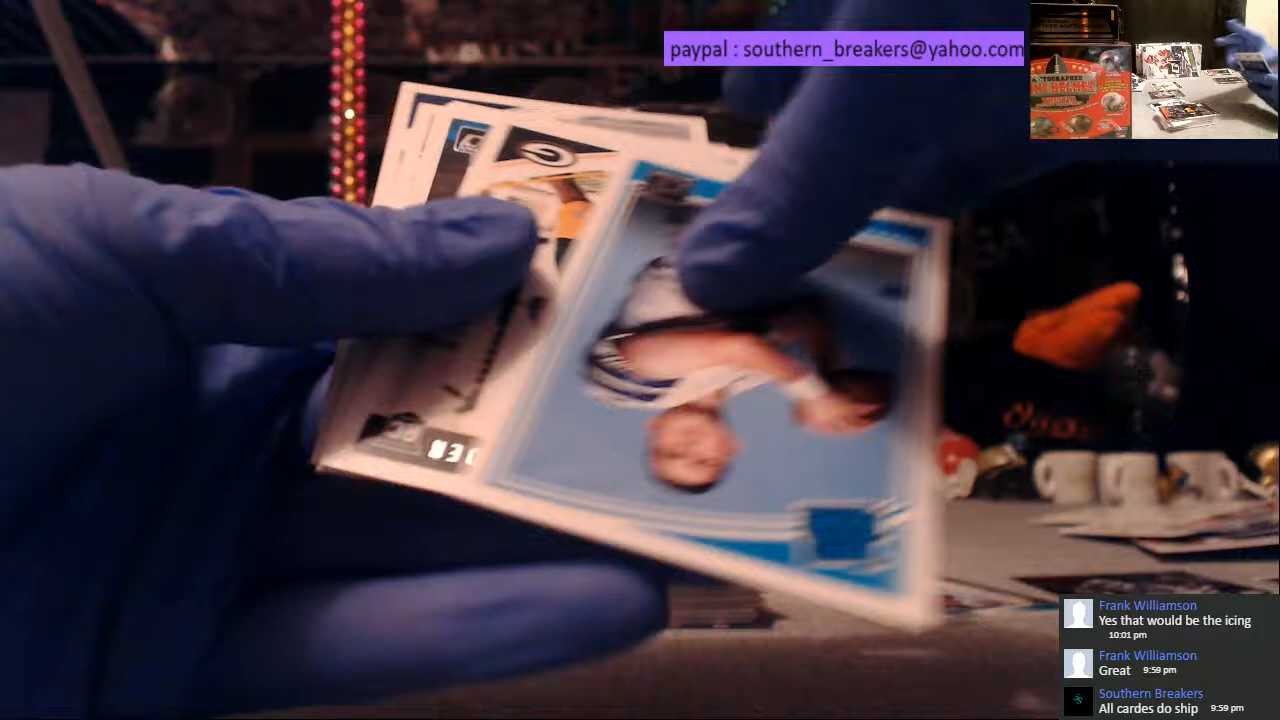 paypal : southern_breakers@yahoo.com
Frank Williamson
Yes that would be the icing
10:01 pm
Frank Williamson
Great 9:59 pm
Southern Breakers
All cardes do ship 9:59 pm